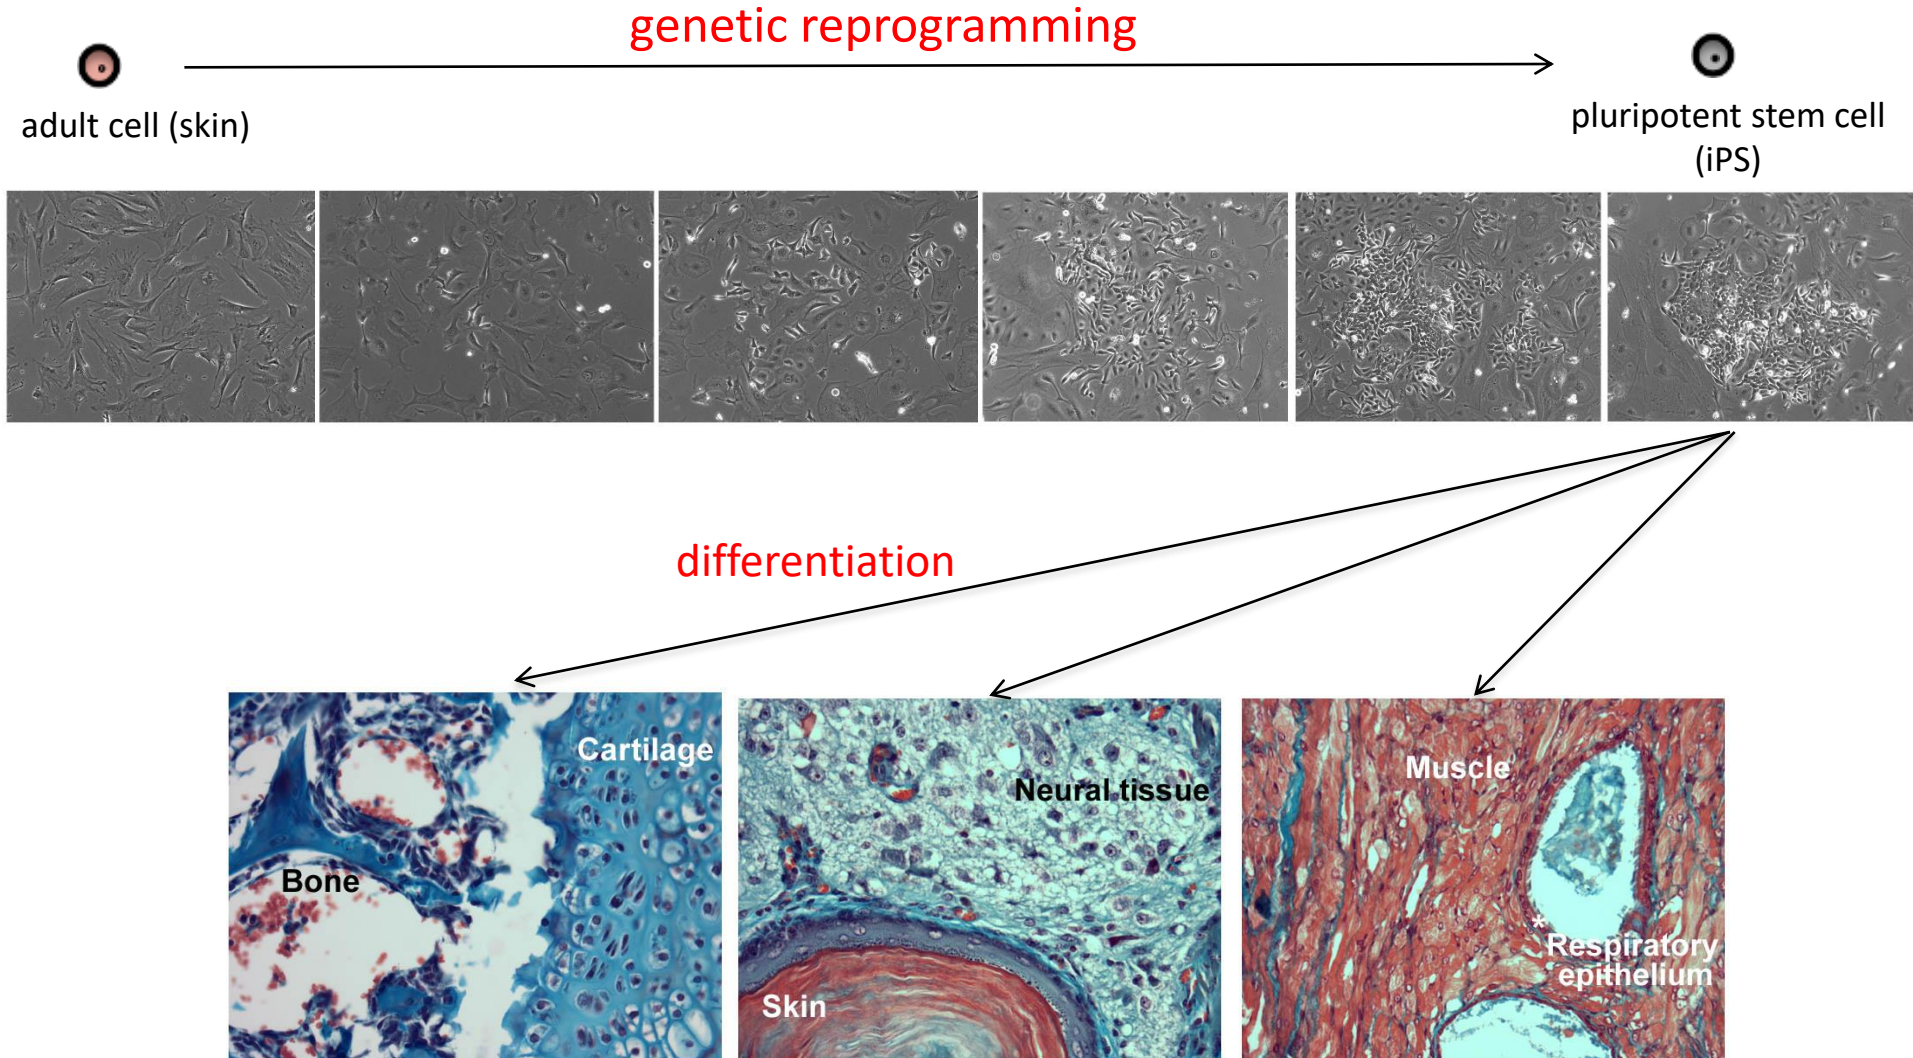 genetic reprogramming
adult cell (skin)
pluripotent stem cell
(iPS)
differentiation
Cartilage
Bone
Neural tissue
Skin
Muscle
*
Respiratory
epithelium